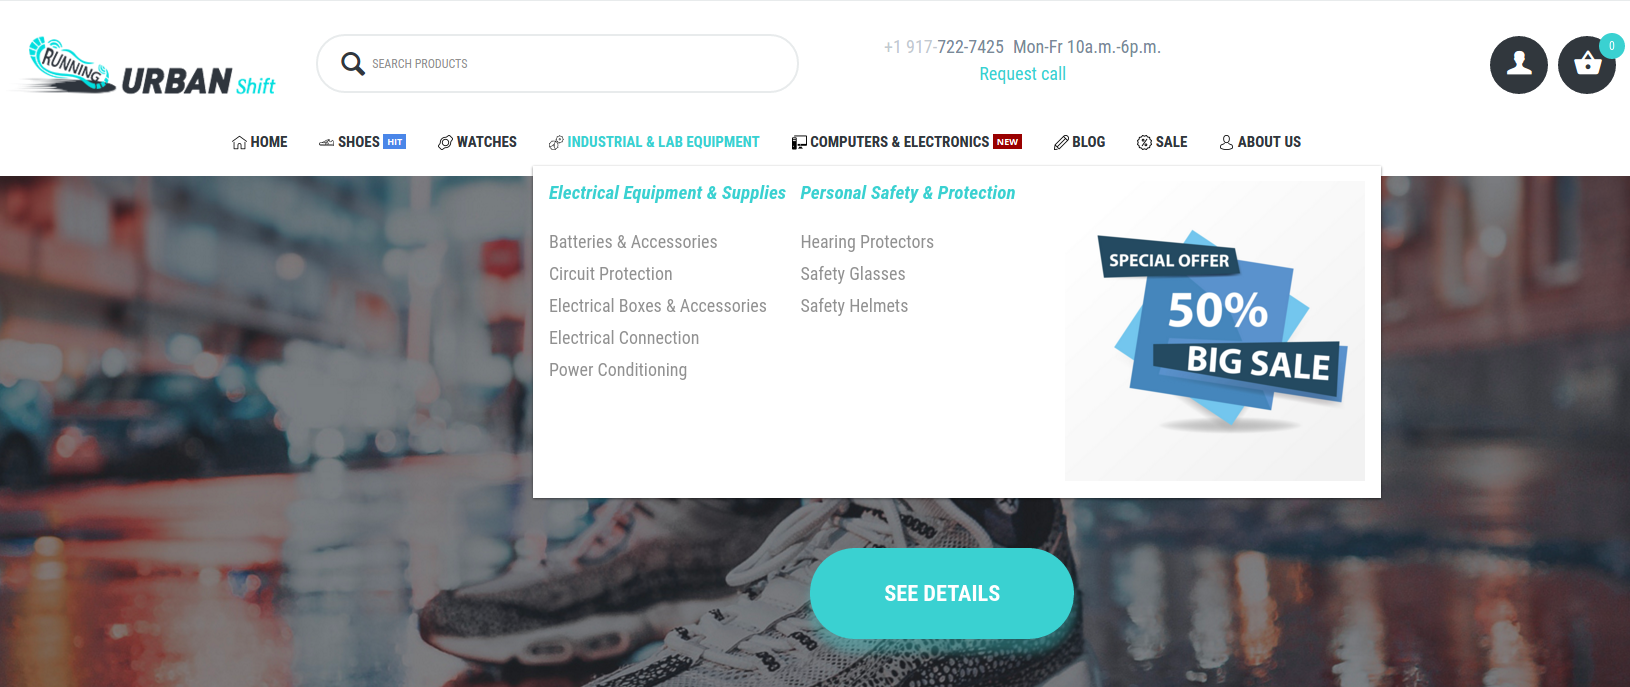 RUNNING
URBAN Shift
SEARCH PRODUCTS
+1 917-722-7425 Mon-Fr 10a.m.-6p.m.
Request call
0
HOME SHOES HIT WATCHES INDUSTRIAL & LAB EQUIPMENT COMPUTERS & ELECTRONICS NEW BLOG SALE ABOUT US
Electrical Equipment & Supplies
Batteries & Accessories
Circuit Protection
Electrical Boxes & Accessories
Electrical Connection
Power Conditioning
Personal Safety & Protection
Hearing Protectors
Safety Glasses
Safety Helmets
SPECIAL OFFER
50%
BIG SALE
SEE DETAILS